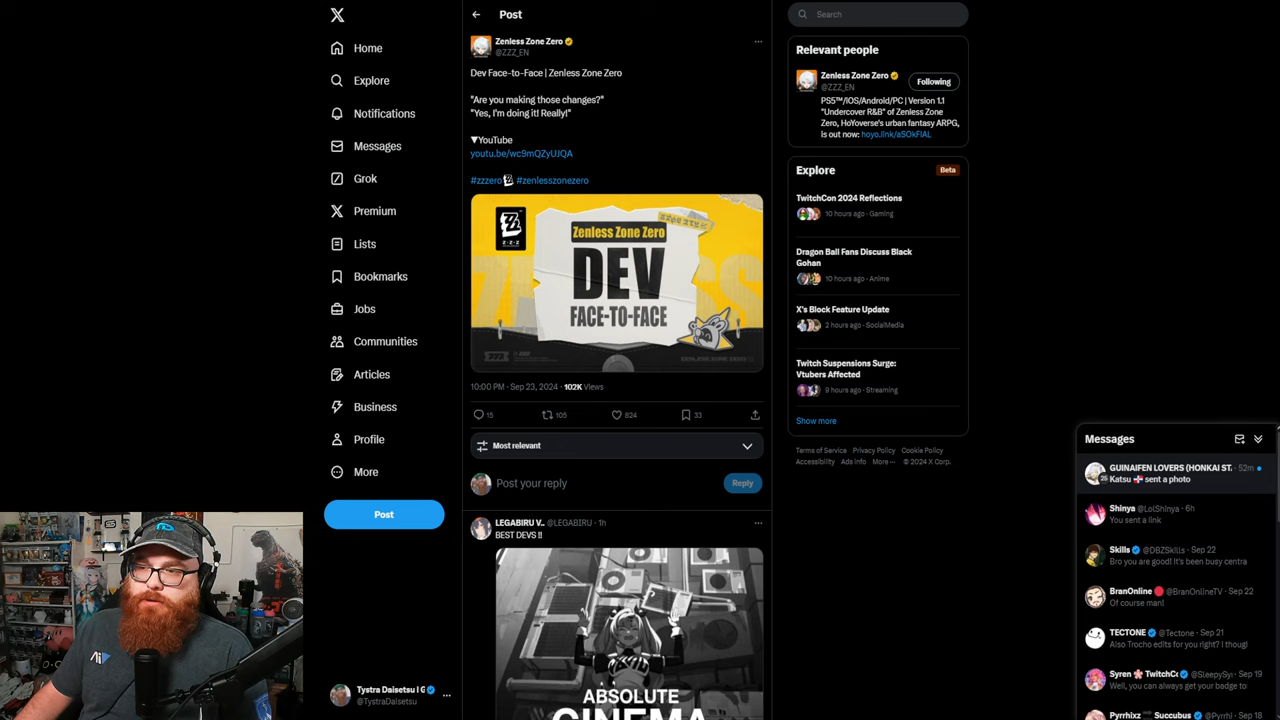 Home
Explore
Notifications
Messages
Grok
Premium
Lists
Bookmarks
Jobs
Communities
Articles
Business
Profile
More
Post
Tystra Daisetsu I G
@TystraDaisetsu
Post
Zenless Zone Zero
@ZZZ_EN
Dev Face-to-Face | Zenless Zone Zero
"Are you making those changes?"
"Yes, I'm doing it! Really!"
▼YouTube
youtu.be/wc9mQZyUJQA
#zzzero #zenlesszonezero
Z·Z·Z
Zenless Zone Zero
DEV
FACE-TO-FACE
10:00 PM · Sep 23, 2024 · 102K Views
15 105 824 33
Most relevant
Post your reply
Reply
LEGABIRU V.. @LEGABIRU · 1h
BEST DEVS !!
ABSOLUTE
CINEMA
Search
Relevant people
Zenless Zone Zero
@ZZZ_EN
Following
PS5™/iOS/Android/PC | Version 1.1
"Undercover R&B" of Zenless Zone
Zero, HoYoverse's urban fantasy ARPG,
is out now: hoyo.link/aSOkFIAL
Explore
Beta
TwitchCon 2024 Reflections
10 hours ago · Gaming
Dragon Ball Fans Discuss Black
Gohan
10 hours ago · Anime
X's Block Feature Update
2 hours ago · SocialMedia
Twitch Suspensions Surge:
Vtubers Affected
9 hours ago · Streaming
Show more
Terms of Service Privacy Policy Cookie Policy
Accessibility Ads info More ··· © 2024 X Corp.
Messages
GUINAIFEN LOVERS (HONKAI ST. · 52m
Katsu sent a photo
Shinya @LolShinya · 6h
You sent a link
Skills @DBZSkills · Sep 22
Bro you are good! It's been busy centra
BranOnline @BranOnlineTV · Sep 22
Of course man!
TECTONE @Tectone · Sep 21
Also Trocho edits for you right? I thougl
Syren TwitchCo @SleepySy · Sep 19
Well, you can always get your badge to
Pyrrhixz Succubus @Pyrrhi · Sep 18